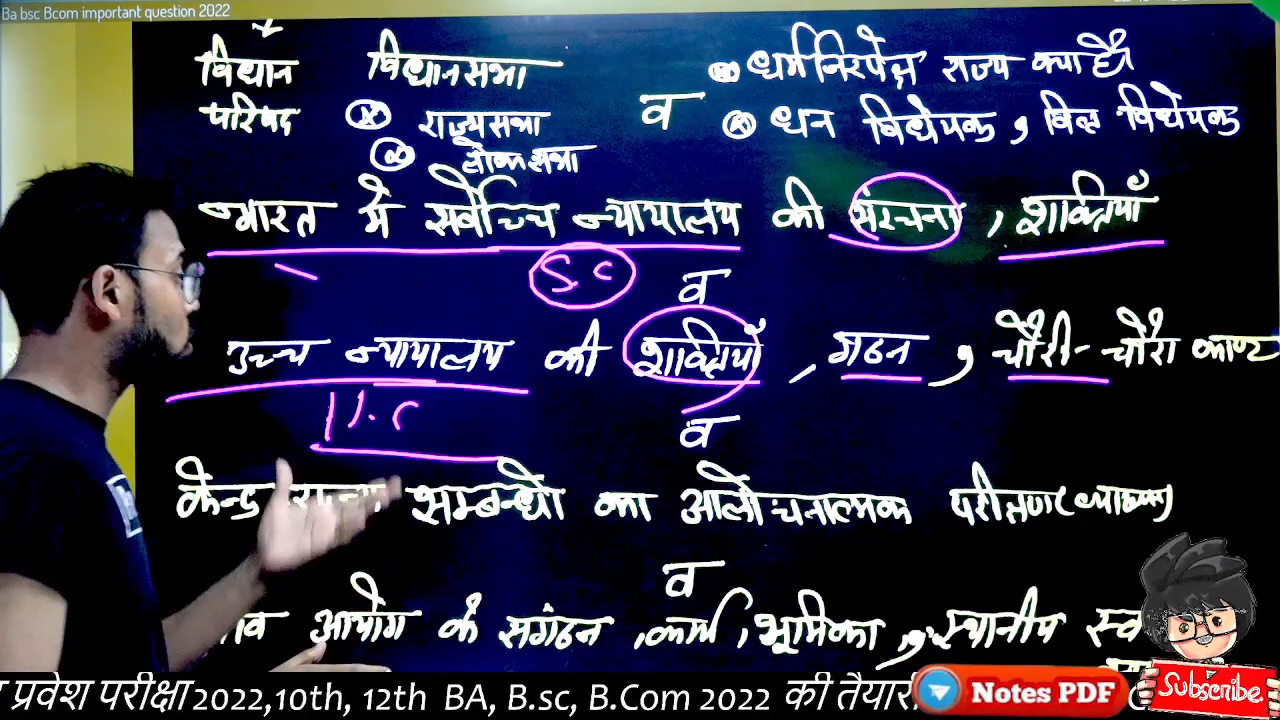 Ba bsc Bcom important question 2022
विधान विधानसभा
परिषद
राज्यसभा
लोकसभा
धर्मनिरपेक्ष राज्य क्या है
व
धन विधेयक, वित्त विधेयक
भारत में सर्वोच्च न्यायालय की संरचना, शक्तियाँ
SC
व
उच्च न्यायालय की शक्तियाँ, गठन, चौरी-चौरा काण्ड
H.C
व
केन्द्र राज्य सम्बन्धो का आलोचनात्मक परीक्षण
व
आयोग के संगठन, कार्य, भूमिका, स्थानीय
प्रवेश परीक्षा 2022,10th, 12th BA, B.sc, B.Com 2022 की तैयारी
Notes PDF
Subscribe